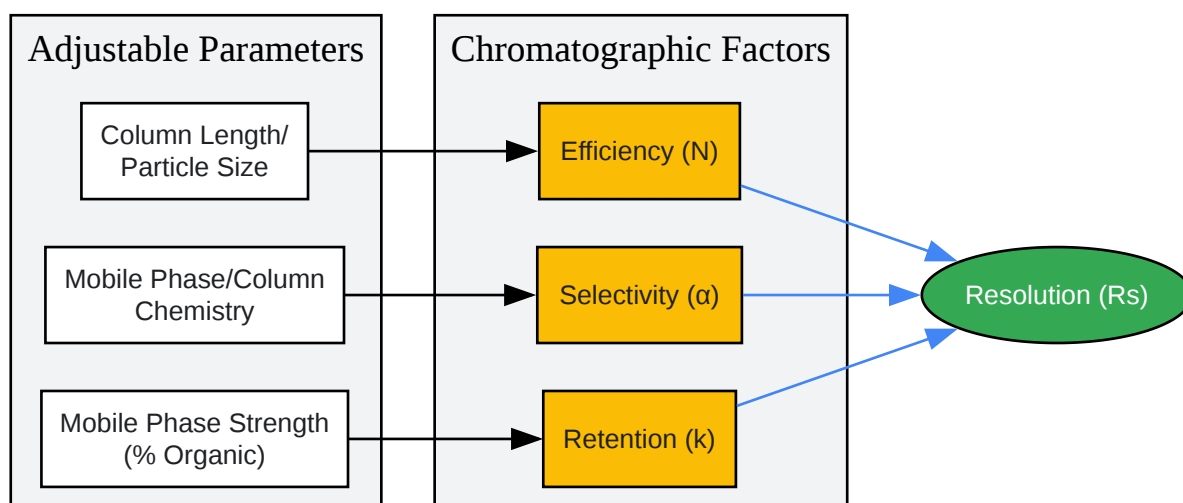 Adjustable Parameters
Column Length/
Particle Size
Mobile Phase/Column
Chemistry
Mobile Phase Strength
(% Organic)
Chromatographic Factors
Efficiency (N)
Selectivity (α)
Retention (k)
Resolution (Rs)